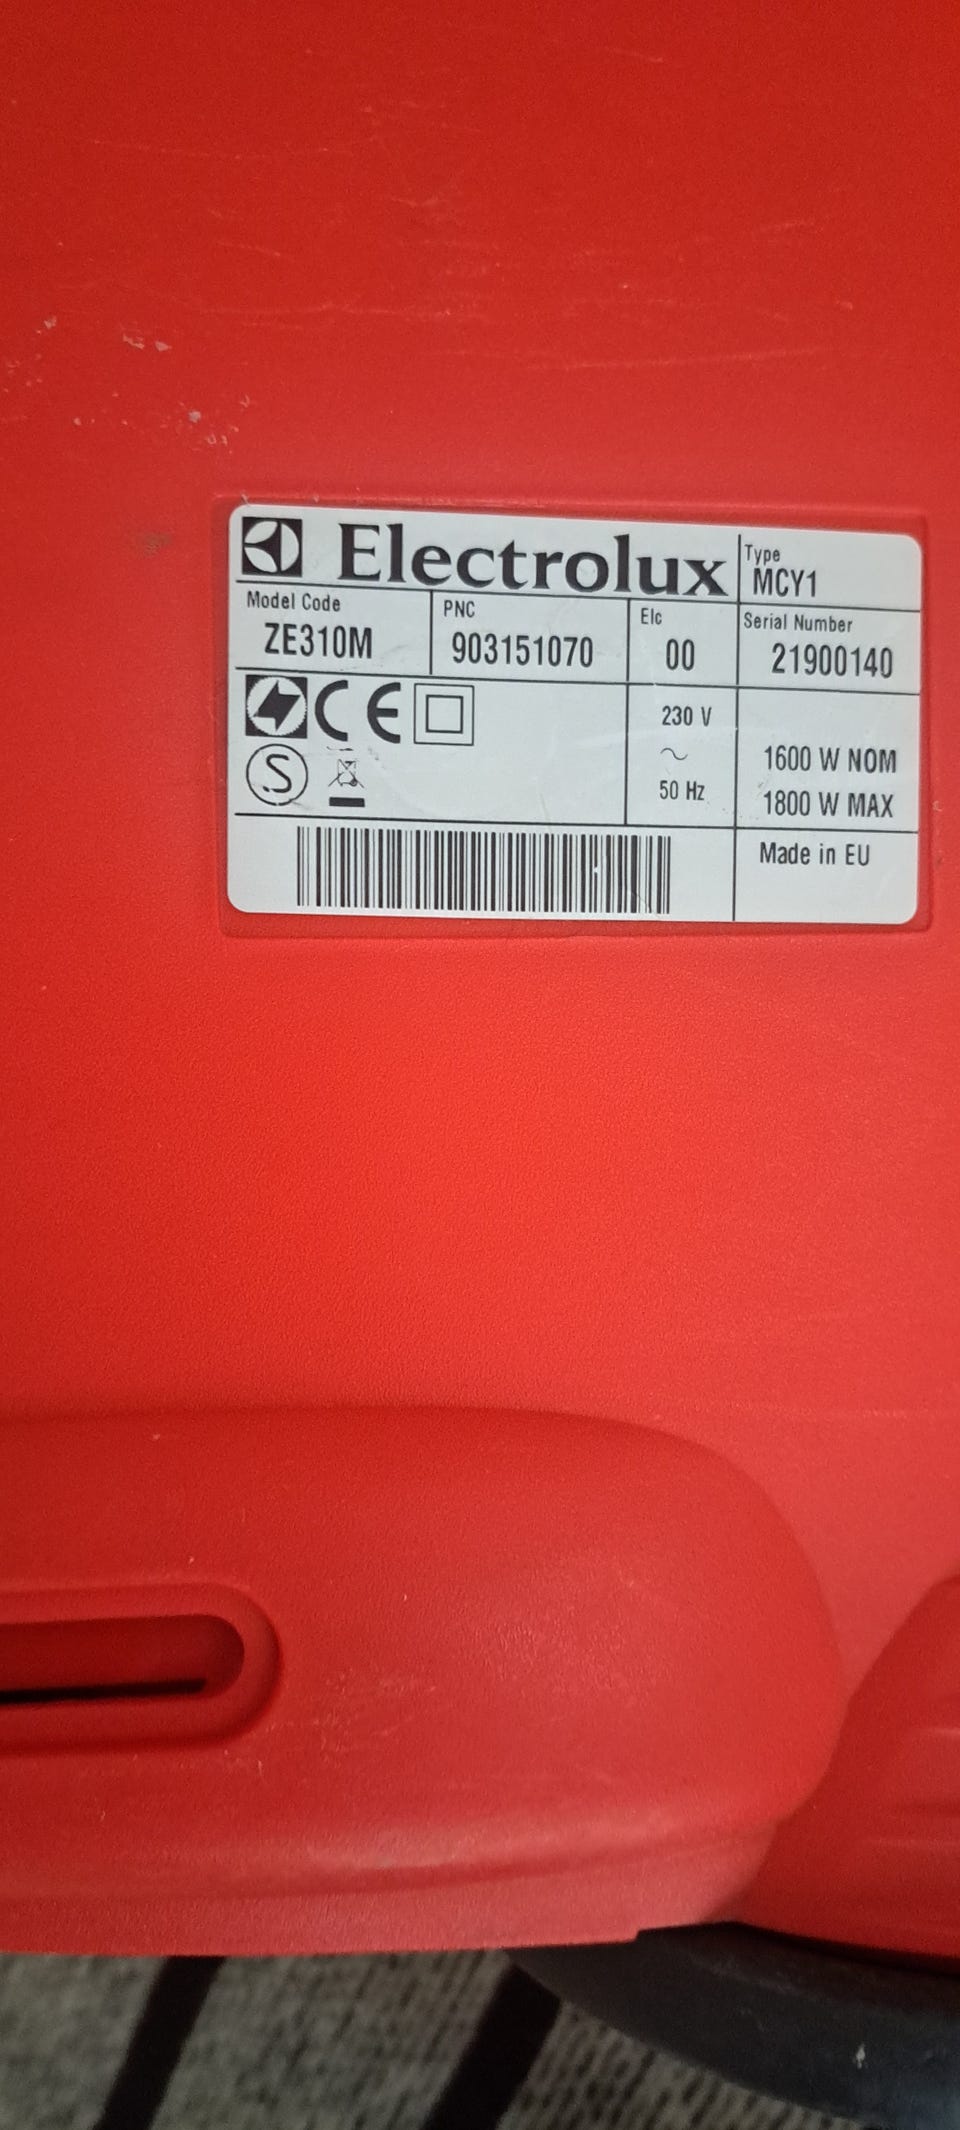 Electrolux
Type
MCY1
Model Code
ZE310M
PNC
903151070
Elc
00
Serial Number
21900140
CE
S
230 V
~
50 Hz
1600 W NOM
1800 W MAX
Made in EU